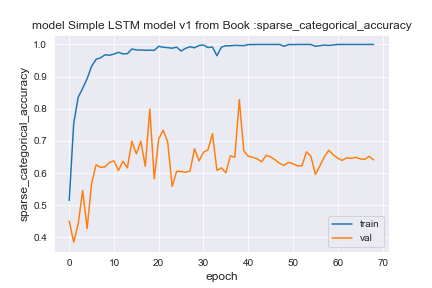 model Simple LSTM model v1 from Book :sparse_categorical_accuracy
sparse_categorical_accuracy
1.0
0.9
0.8
0.7
0.6
0.5
0.4
0 10 20 30 40 50 60 70
epoch
train
val